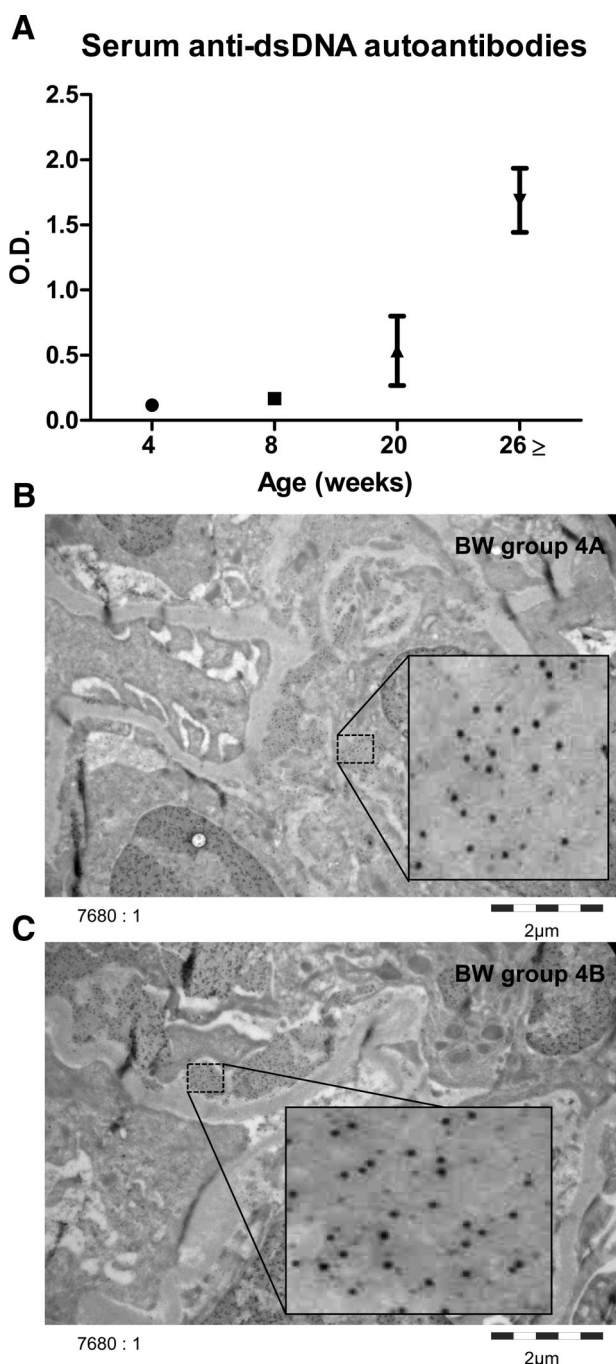 A
Serum anti-dsDNA autoantibodies
2.5
2.0
1.5
1.0
0.5
0.0
O.D.
4 8 20 26 ≥
Age (weeks)
B
BW group 4A
7680 : 1
2μm
C
BW group 4B
7680 : 1
2μm